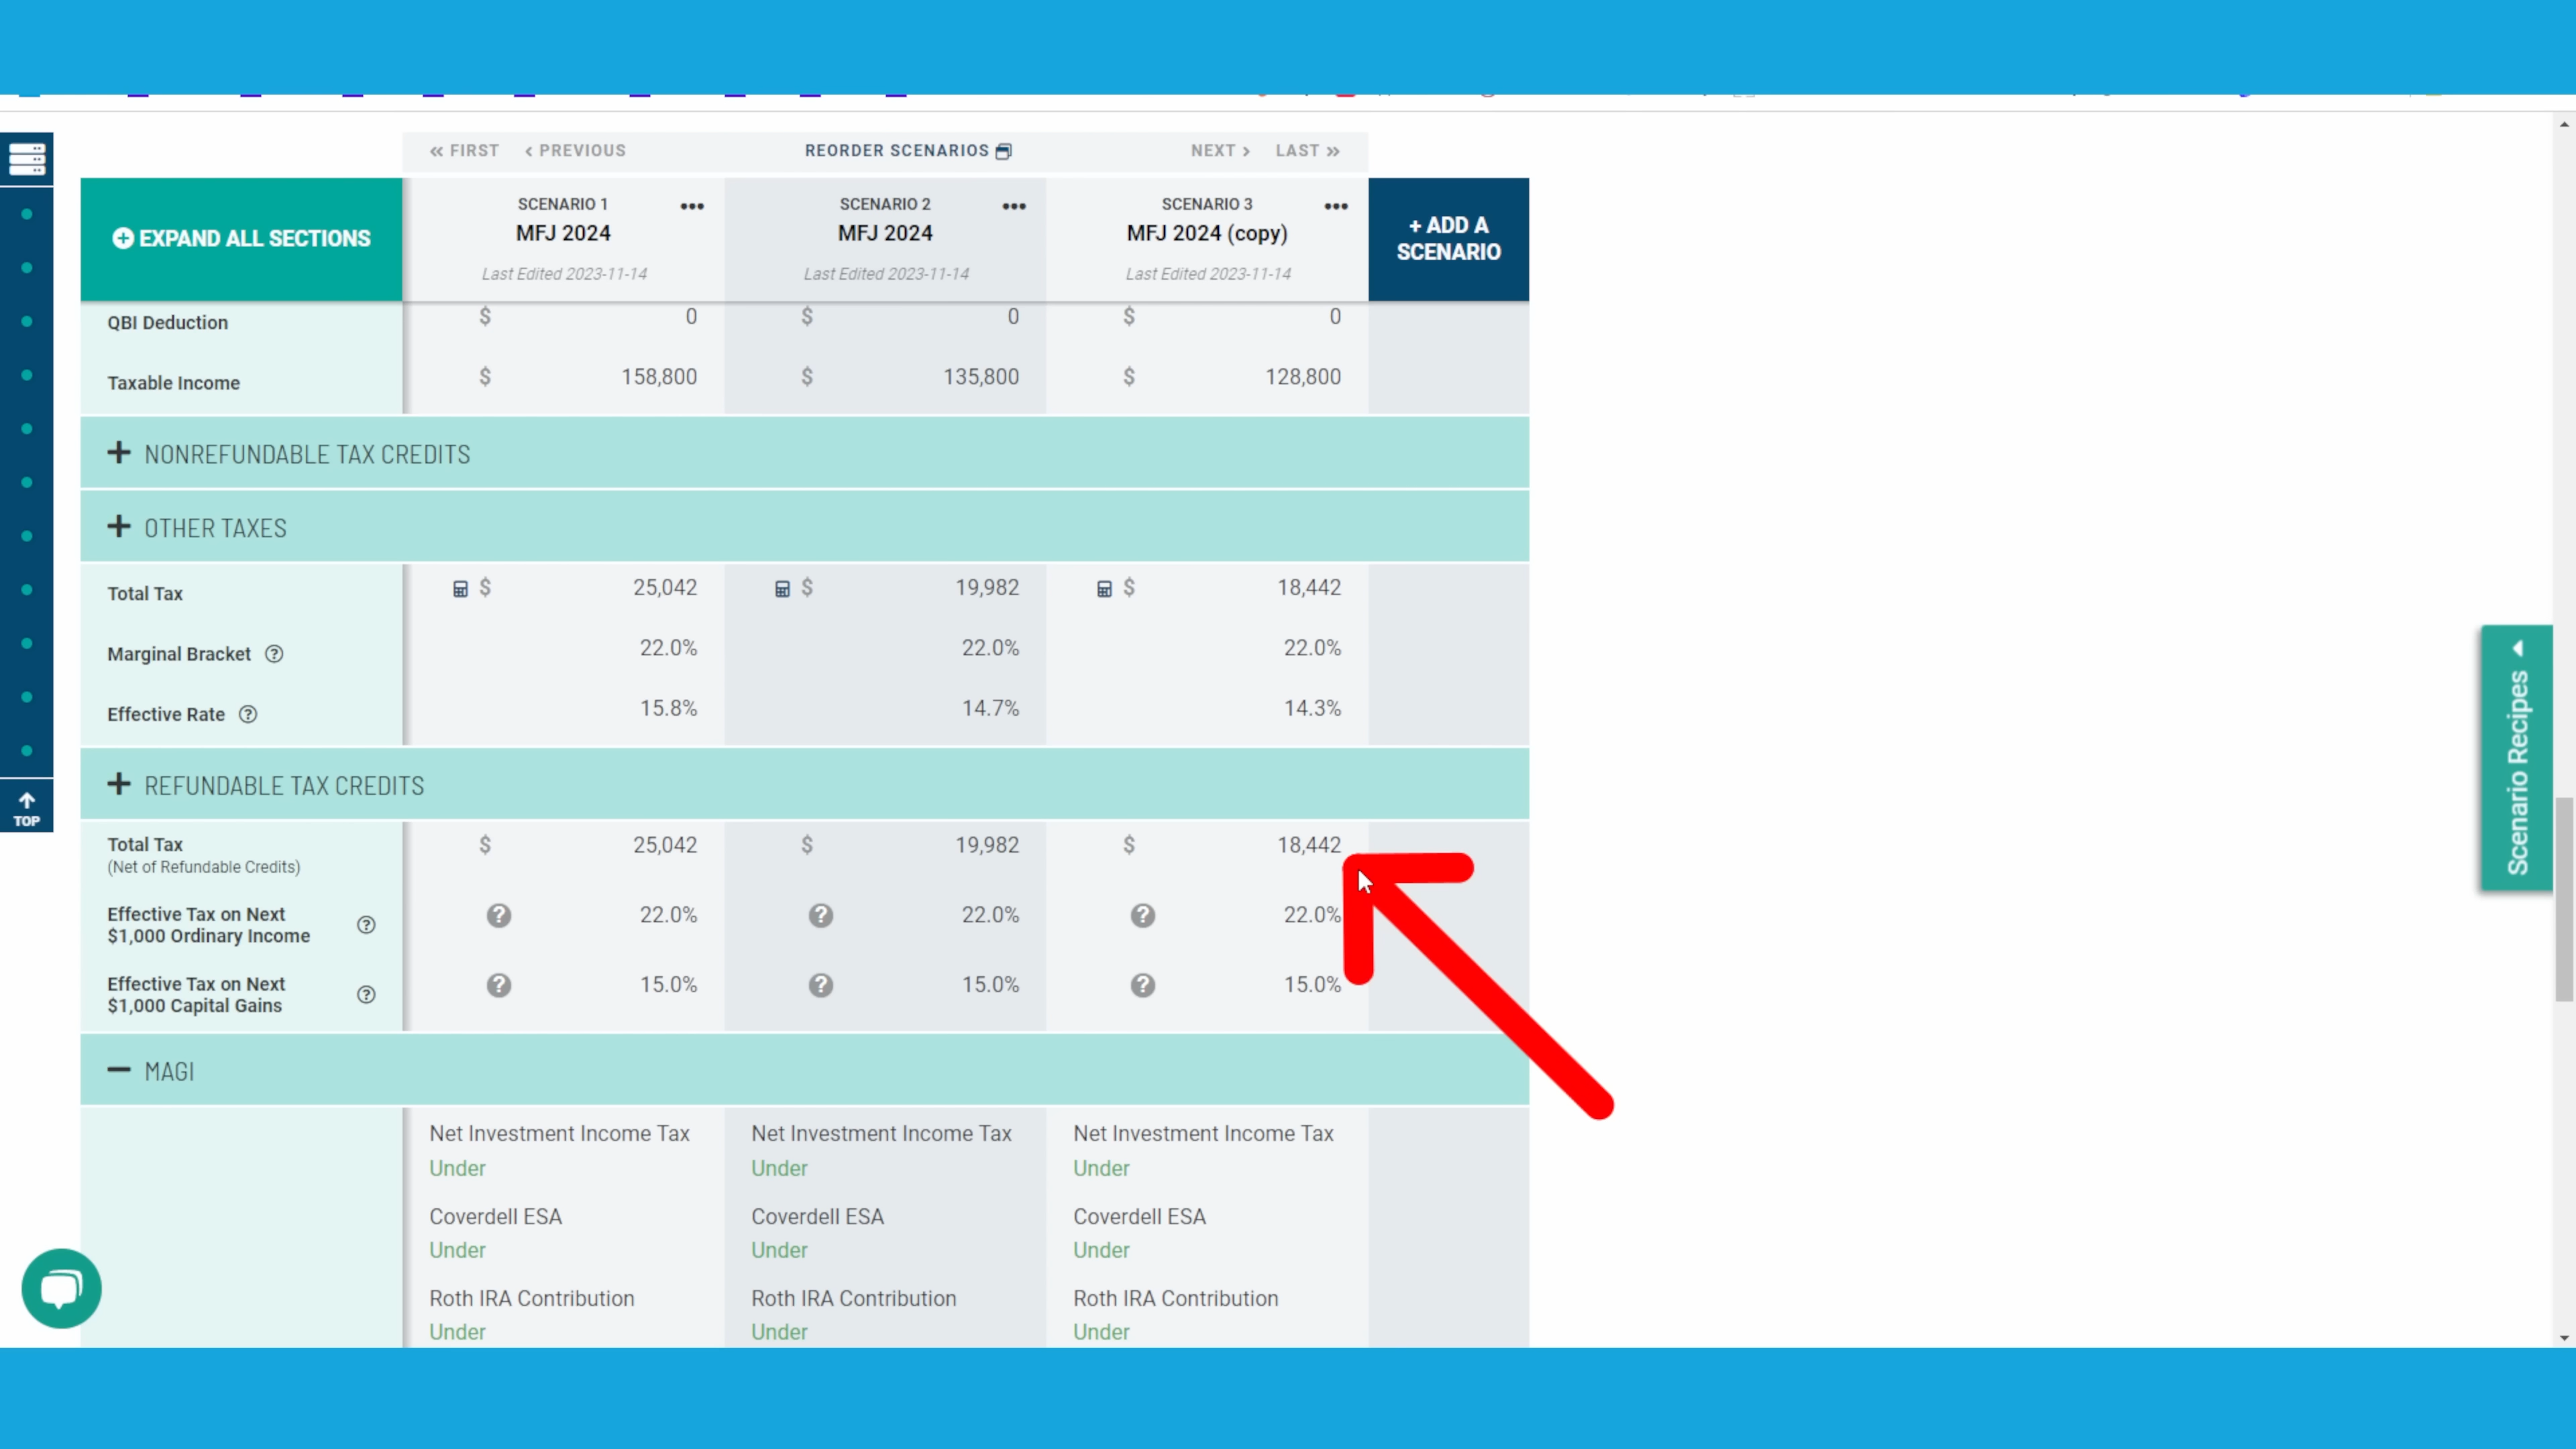 « FIRST ‹ PREVIOUS REORDER SCENARIOS NEXT › LAST »
EXPAND ALL SECTIONS
SCENARIO 1 ••• SCENARIO 2 ••• SCENARIO 3 •••
MFJ 2024 MFJ 2024 MFJ 2024 (copy)
Last Edited 2023-11-14 Last Edited 2023-11-14 Last Edited 2023-11-14
+ ADD A
SCENARIO
QBI Deduction $ 0 $ 0 $ 0
Taxable Income $ 158,800 $ 135,800 $ 128,800
+ NONREFUNDABLE TAX CREDITS
+ OTHER TAXES
Total Tax $ 25,042 $ 19,982 $ 18,442
Marginal Bracket ? 22.0% 22.0% 22.0%
Effective Rate ? 15.8% 14.7% 14.3%
+ REFUNDABLE TAX CREDITS
Total Tax $ 25,042 $ 19,982 $ 18,442
(Net of Refundable Credits)
Effective Tax on Next
$1,000 Ordinary Income ? ? 22.0% ? 22.0% ? 22.0%
Effective Tax on Next
$1,000 Capital Gains ? ? 15.0% ? 15.0% ? 15.0%
− MAGI
Net Investment Income Tax Net Investment Income Tax Net Investment Income Tax
Under Under Under
Coverdell ESA Coverdell ESA Coverdell ESA
Under Under Under
Roth IRA Contribution Roth IRA Contribution Roth IRA Contribution
Under Under Under
TOP
Scenario Recipes